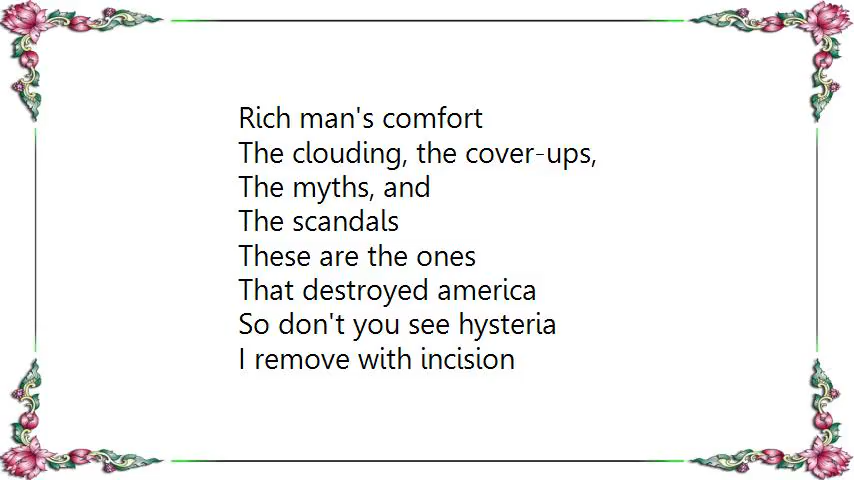 Rich man's comfort
The clouding, the cover-ups,
The myths, and
The scandals
These are the ones
That destroyed america
So don't you see hysteria
I remove with incision